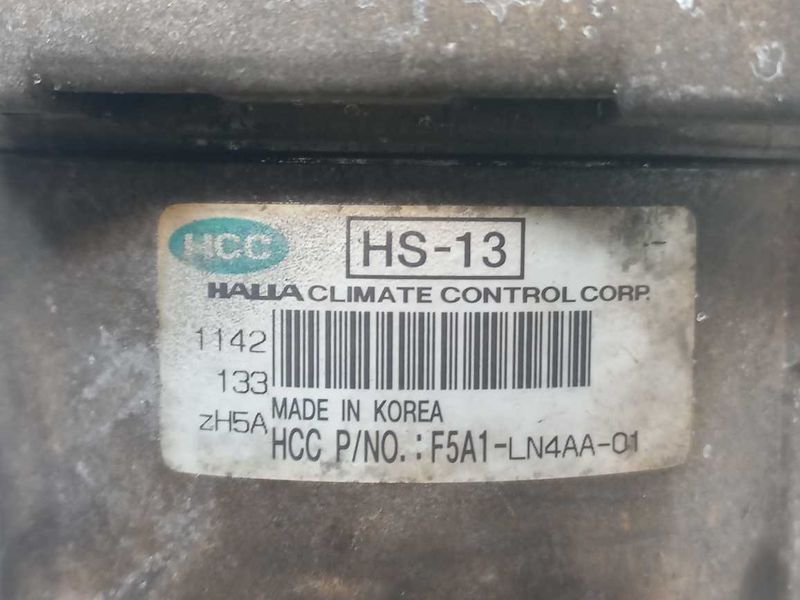 HCC HS-13
HALLA CLIMATE CONTROL CORP.
1142
133
zH5A MADE IN KOREA
HCC P/NO. : F5A1-LN4AA-01